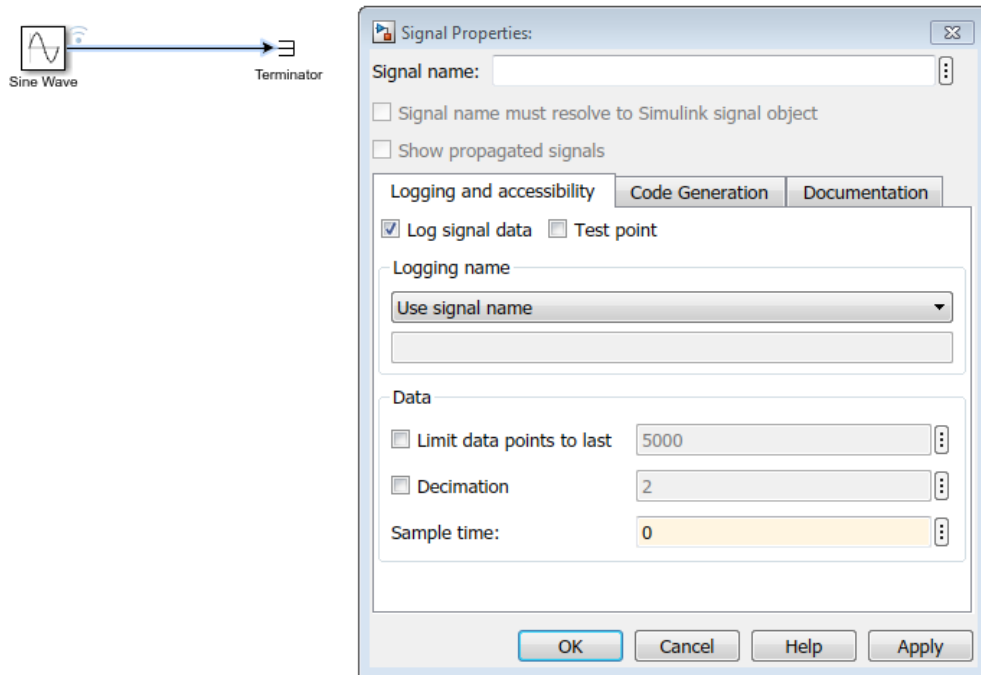 Sine Wave
Terminator
Signal Properties:
Signal name:
Signal name must resolve to Simulink signal object
Show propagated signals
Logging and accessibility Code Generation Documentation
Log signal data Test point
Logging name
Use signal name
Data
Limit data points to last 5000
Decimation 2
Sample time: 0
OK Cancel Help Apply